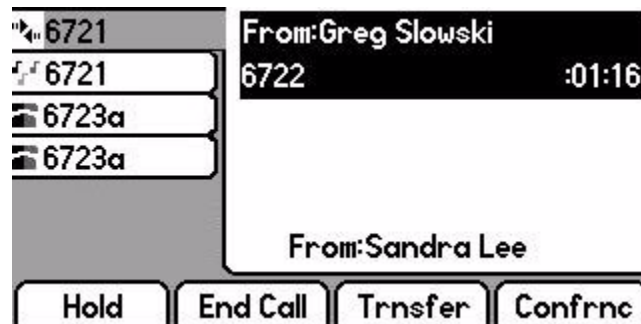 6721
From:Greg Slowski
6721
6722 :01:16
6723a
6723a
From:Sandra Lee
Hold End Call Trnsfer Confrnc